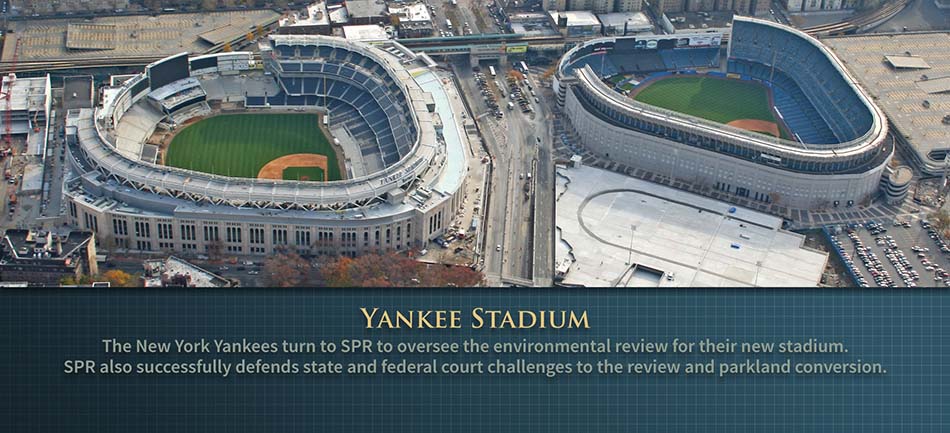 YANKEE STADIUM
The New York Yankees turn to SPR to oversee the environmental review for their new stadium.
SPR also successfully defends state and federal court challenges to the review and parkland conversion.